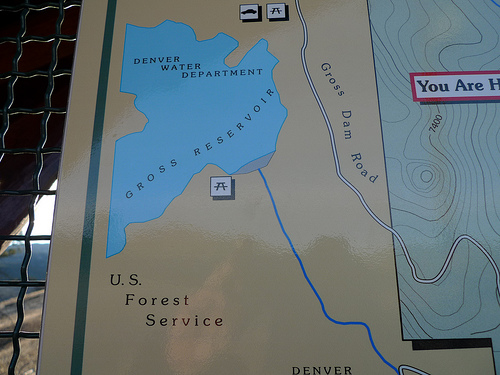 DENVER
WATER
DEPARTMENT
GROSS RESERVOIR
Gross Dam Road
You Are H
7400
U.S.
Forest
Service
DENVER